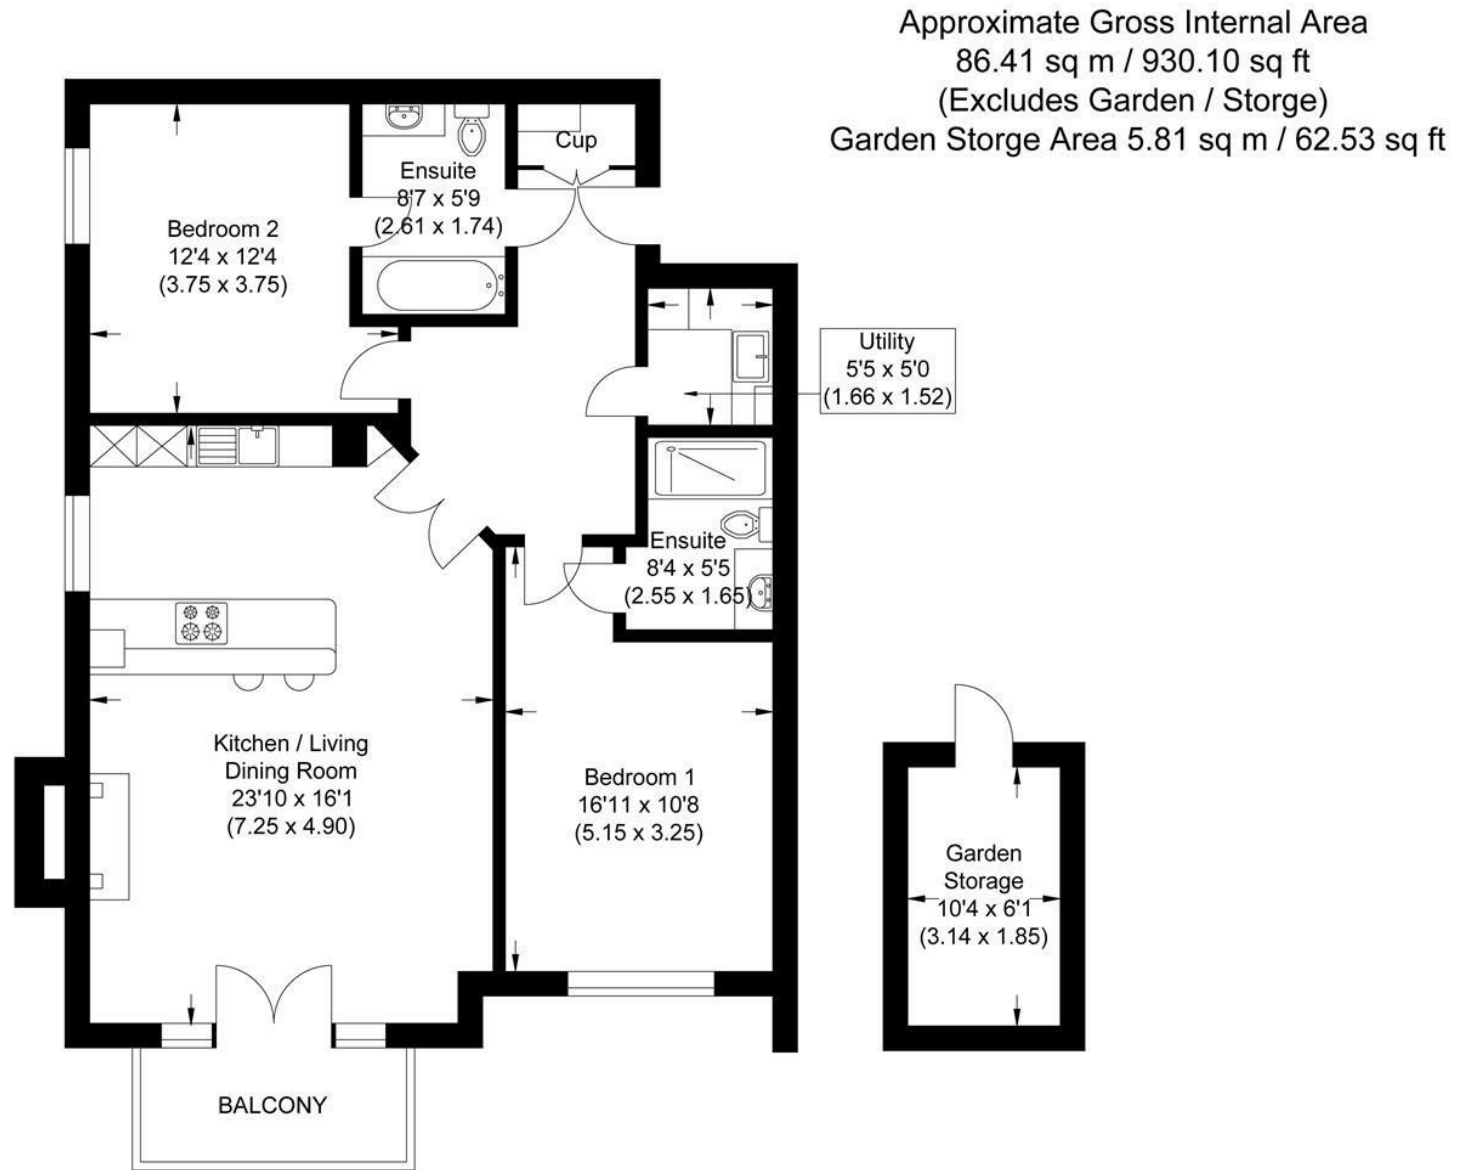 Approximate Gross Internal Area
86.41 sq m / 930.10 sq ft
(Excludes Garden / Storge)
Garden Storge Area 5.81 sq m / 62.53 sq ft
Cup
Ensuite
8'7 x 5'9
(2.61 x 1.74)
Bedroom 2
12'4 x 12'4
(3.75 x 3.75)
Utility
5'5 x 5'0
(1.66 x 1.52)
Ensuite
8'4 x 5'5
(2.55 x 1.65)
Kitchen / Living
Dining Room
23'10 x 16'1
(7.25 x 4.90)
Bedroom 1
16'11 x 10'8
(5.15 x 3.25)
Garden
Storage
10'4 x 6'1
(3.14 x 1.85)
BALCONY